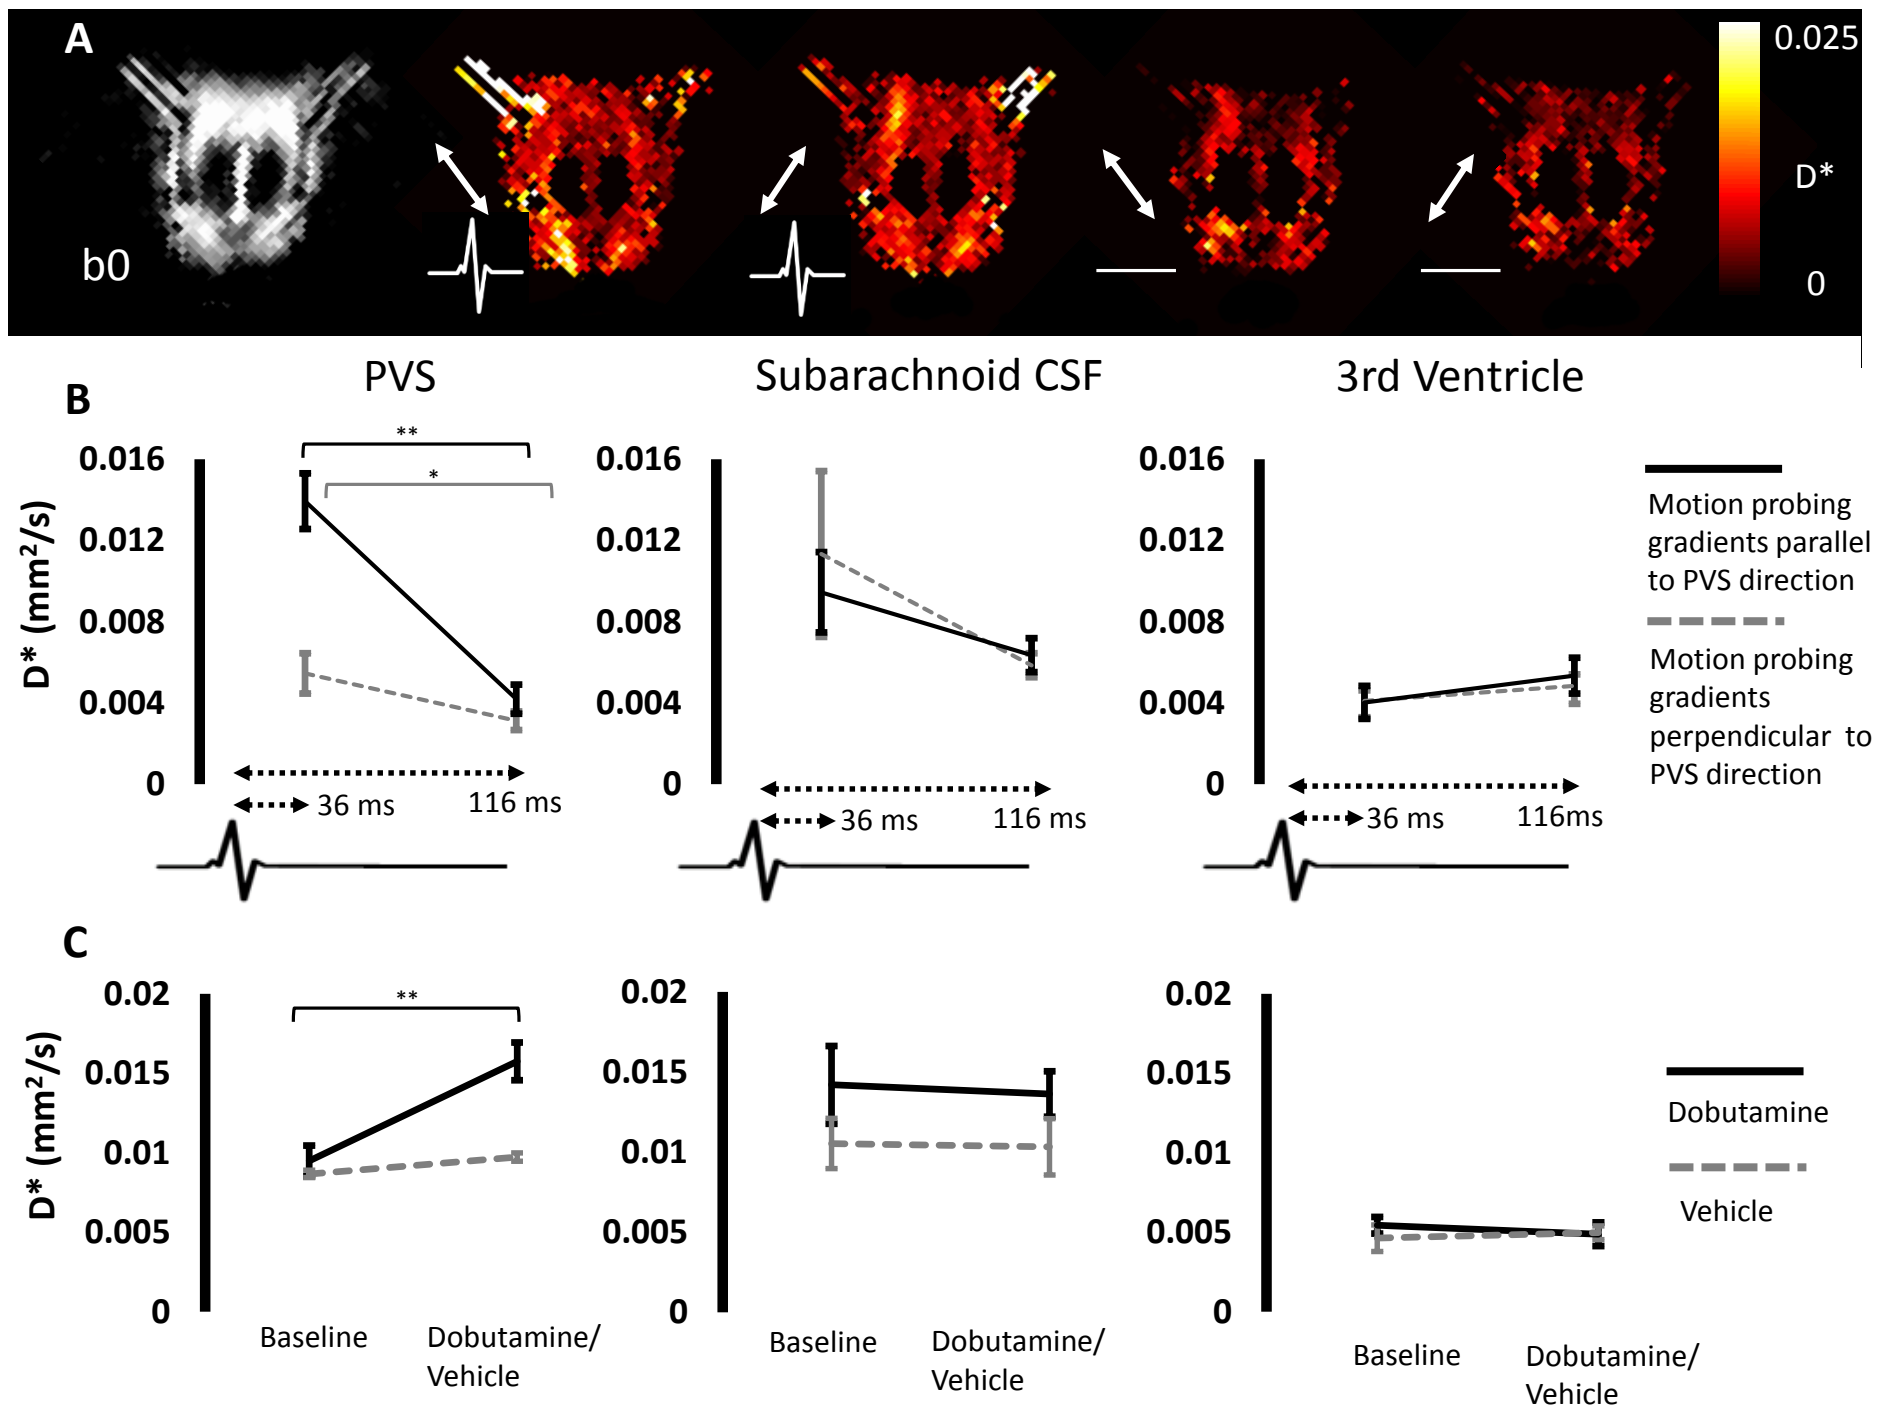 A
b0
0.025
D*
0
PVS
Subarachnoid CSF
3rd Ventricle
B
D* (mm²/s)
0.016
0.012
0.008
0.004
0
**
*
36 ms
116 ms
0.016
0.012
0.008
0.004
0
36 ms
116 ms
0.016
0.012
0.008
0.004
0
36 ms
116ms
Motion probing
gradients parallel
to PVS direction
Motion probing
gradients
perpendicular to
PVS direction
C
D* (mm²/s)
0.02
0.015
0.01
0.005
0
**
Baseline
Dobutamine/
Vehicle
0.02
0.015
0.01
0.005
0
Baseline
Dobutamine/
Vehicle
0.02
0.015
0.01
0.005
0
Baseline
Dobutamine/
Vehicle
Dobutamine
Vehicle